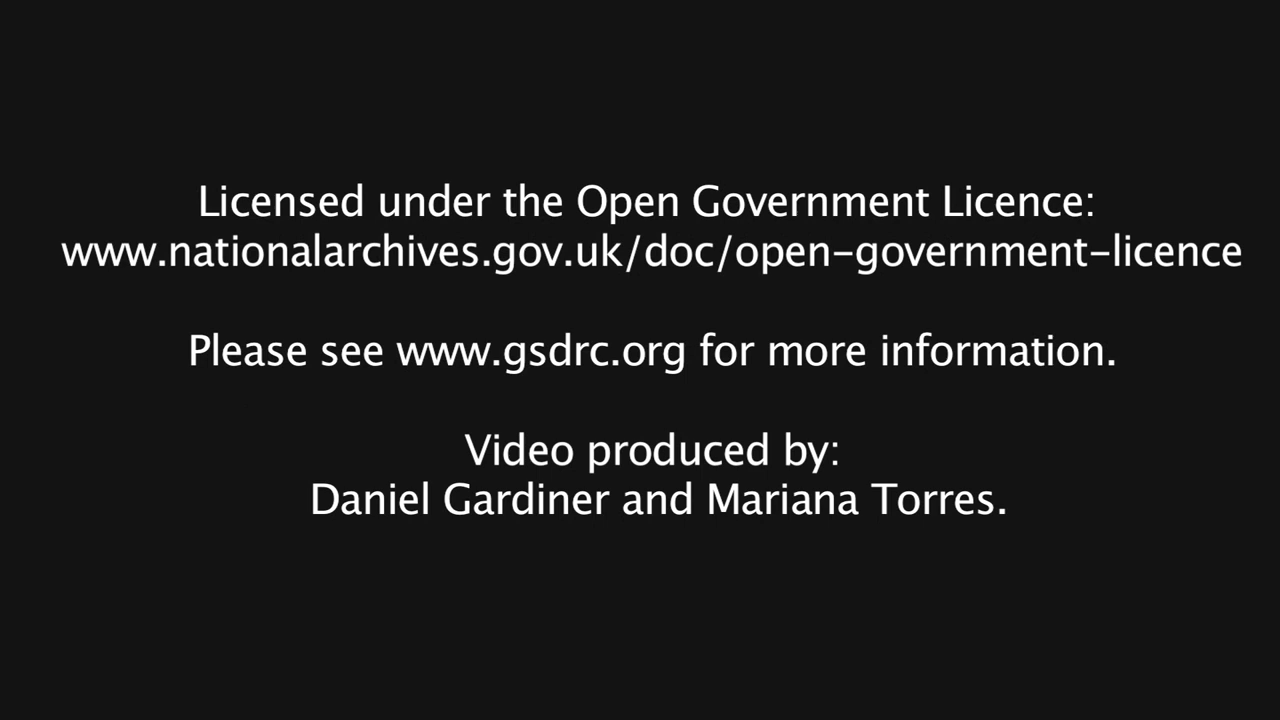 Licensed under the Open Government Licence:
www.nationalarchives.gov.uk/doc/open-government-licence
Please see www.gsdrc.org for more information.
Video produced by:
Daniel Gardiner and Mariana Torres.